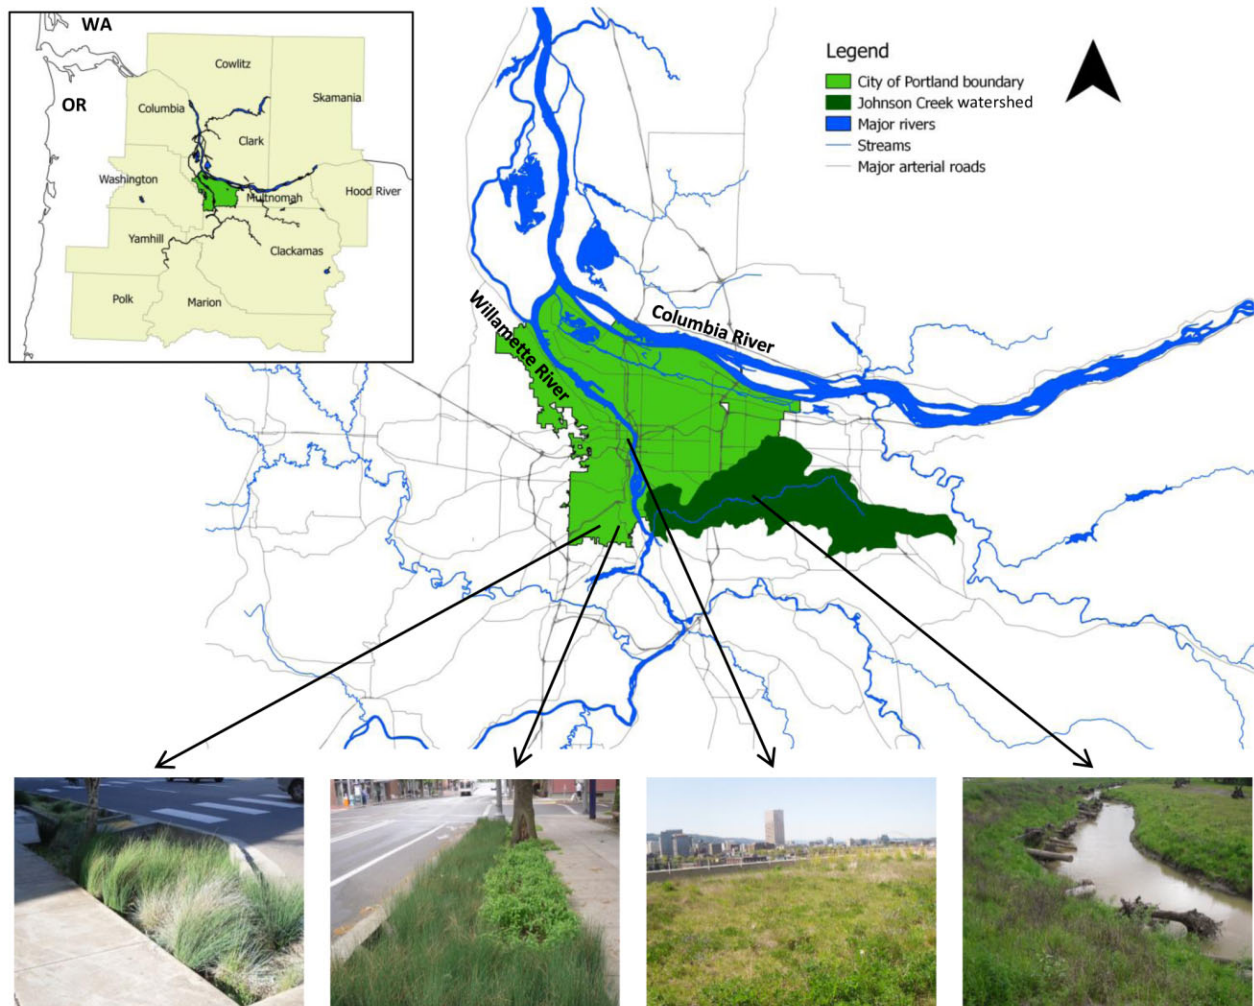 WA
OR
Cowlitz
Skamania
Columbia
Clark
Washington
Multnomah
Hood River
Yamhill
Clackamas
Polk
Marion
Legend
City of Portland boundary
Johnson Creek watershed
Major rivers
Streams
Major arterial roads
Columbia River
Willamette River